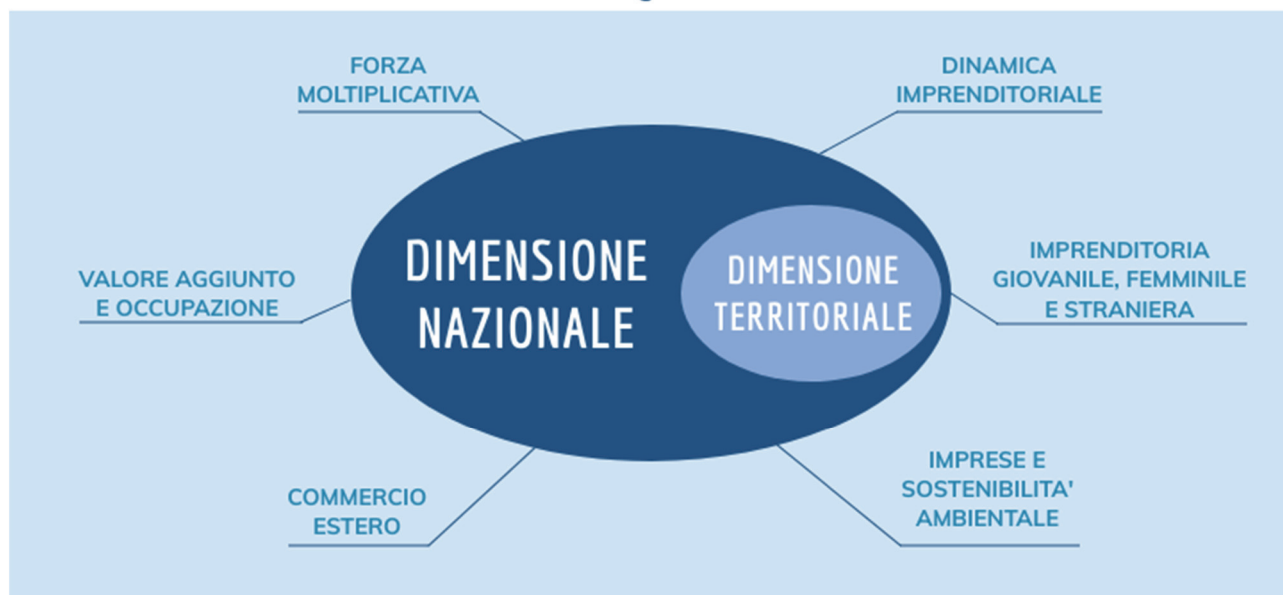 FORZA
MOLTIPLICATIVA
DINAMICA
IMPRENDITORIALE
DIMENSIONE
NAZIONALE
DIMENSIONE
TERRITORIALE
VALORE AGGIUNTO
E OCCUPAZIONE
IMPRENDITORIA
GIOVANILE, FEMMINILE
E STRANIERA
COMMERCIO
ESTERO
IMPRESE E
SOSTENIBILITA'
AMBIENTALE